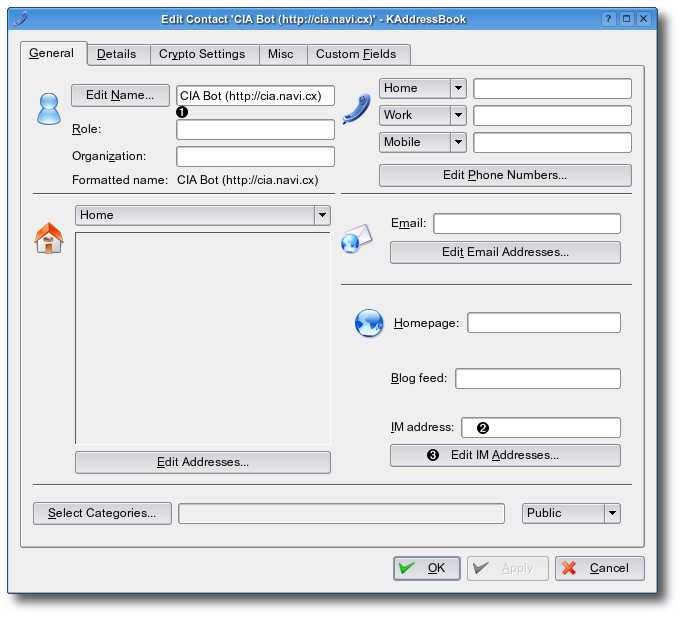 Edit Contact 'CIA Bot (http://cia.navi.cx)' - KAddressBook
General Details Crypto Settings Misc Custom Fields
Edit Name... CIA Bot (http://cia.navi.cx)
1
Role:
Organization:
Formatted name: CIA Bot (http://cia.navi.cx)
Home
Work
Mobile
Edit Phone Numbers...
Home
Edit Addresses...
Email:
Edit Email Addresses...
Homepage:
Blog feed:
IM address: 2
3 Edit IM Addresses...
Select Categories... Public
OK Apply Cancel